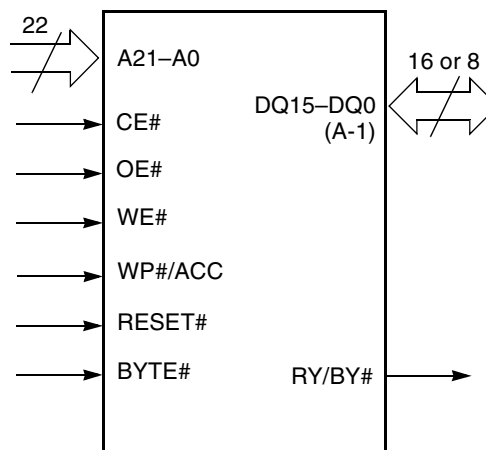 22
A21–A0
16 or 8
DQ15–DQ0
(A-1)
CE#
OE#
WE#
WP#/ACC
RESET#
BYTE#
RY/BY#